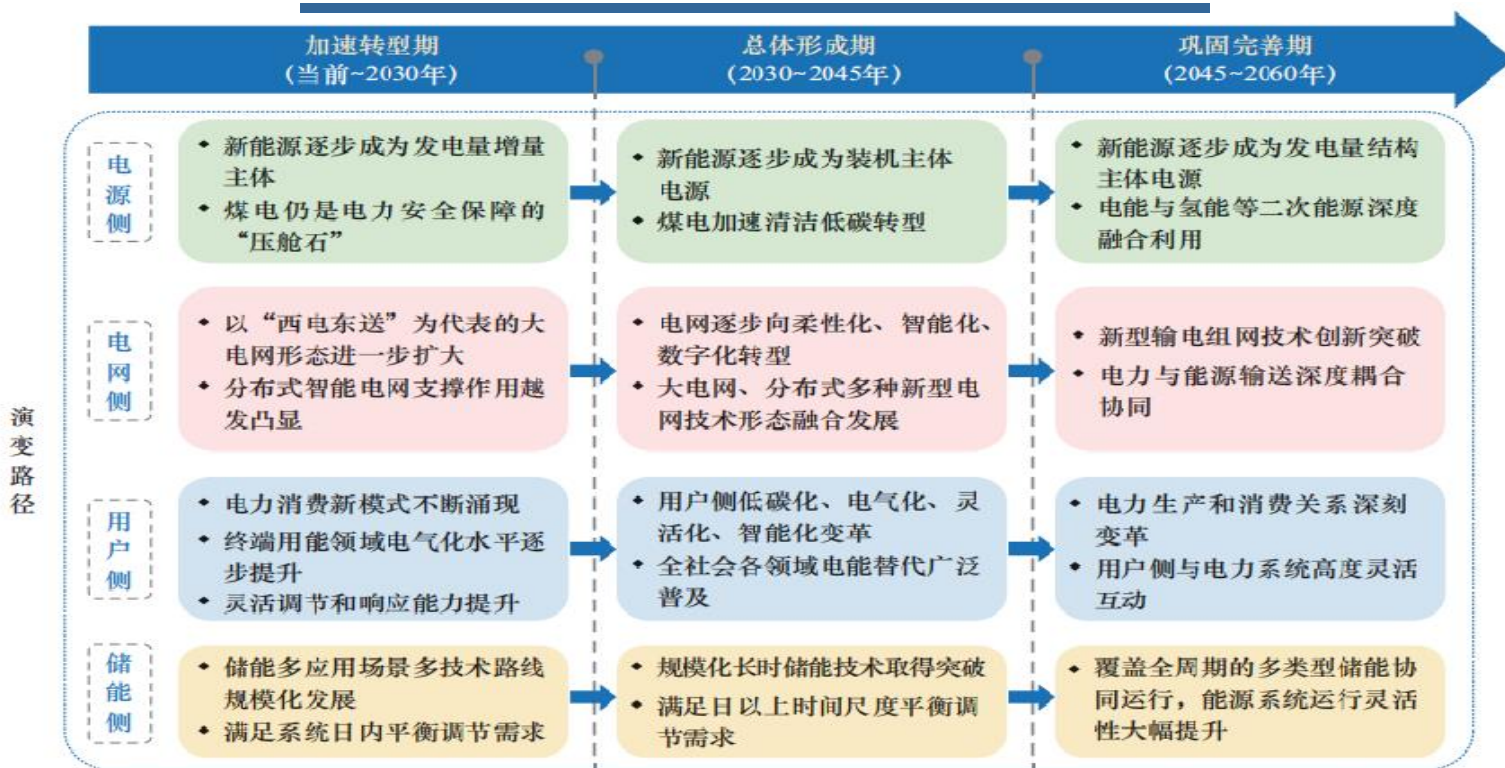 加速转型期
(当前~2030年)
总体形成期
(2030~2045年)
巩固完善期
(2045~2060年)
演变路径
电源侧
新能源逐步成为发电量增量
主体
煤电仍是电力安全保障的
“压舱石”
新能源逐步成为装机主体
电源
煤电加速清洁低碳转型
新能源逐步成为发电量结构
主体电源
电能与氢能等二次能源深度
融合利用
电网侧
以“西电东送”为代表的大
电网形态进一步扩大
分布式智能电网支撑作用越
发凸显
电网逐步向柔性化、智能化、
数字化转型
大电网、分布式多种新型电
网技术形态融合发展
新型输电组网技术创新突破
电力与能源输送深度耦合
协同
用户侧
电力消费新模式不断涌现
终端用能领域电气化水平逐
步提升
灵活调节和响应能力提升
用户侧低碳化、电气化、灵
活化、智能化变革
全社会各领域电能替代广泛
普及
电力生产和消费关系深刻
变革
用户侧与电力系统高度灵活
互动
储能侧
储能多应用场景多技术路线
规模化发展
满足系统日内平衡调节需求
规模化长时储能技术取得突破
满足日以上时间尺度平衡调
节需求
覆盖全周期的多类型储能协
同运行，能源系统运行灵活
性大幅提升